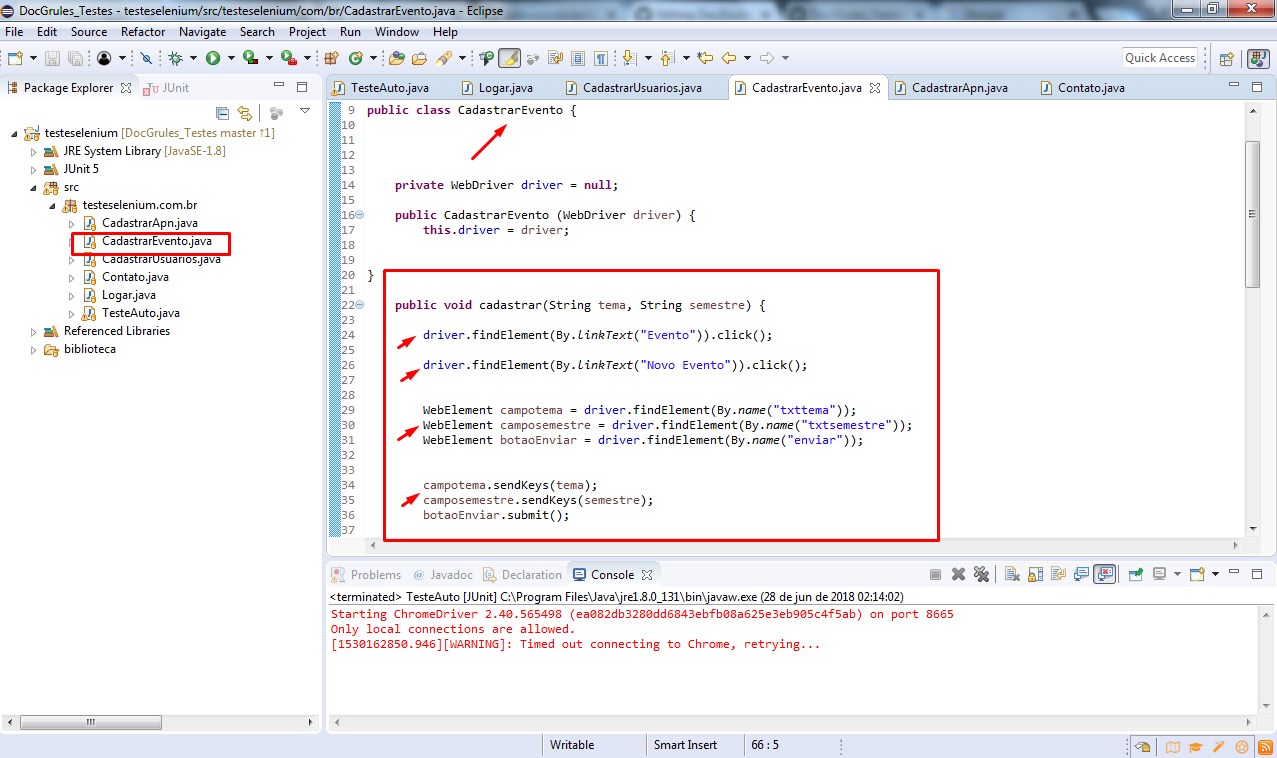 DocGrules_Testes - testeselenium/src/testeselenium/com/br/CadastrarEvento.java - Eclipse
File Edit Source Refactor Navigate Search Project Run Window Help
Quick Access
Package Explorer JUnit
testeselenium [DocGrules_Testes master ↑1]
JRE System Library [JavaSE-1.8]
JUnit 5
src
testeselenium.com.br
CadastrarApn.java
CadastrarEvento.java
CadastrarUsuarios.java
Contato.java
Logar.java
TesteAuto.java
Referenced Libraries
biblioteca
TesteAuto.java Logar.java CadastrarUsuarios.java CadastrarEvento.java CadastrarApn.java Contato.java
9 public class CadastrarEvento {
10
11
12
13
14 private WebDriver driver = null;
15
16 public CadastrarEvento (WebDriver driver) {
17 this.driver = driver;
18
19
20 }
21
22 public void cadastrar(String tema, String semestre) {
23
24 driver.findElement(By.linkText("Evento")).click();
25
26 driver.findElement(By.linkText("Novo Evento")).click();
27
28
29 WebElement campotema = driver.findElement(By.name("txttema"));
30 WebElement camposemestre = driver.findElement(By.name("txtsemestre"));
31 WebElement botaoEnviar = driver.findElement(By.name("enviar"));
32
33
34 campotema.sendKeys(tema);
35 camposemestre.sendKeys(semestre);
36 botaoEnviar.submit();
37
Problems @ Javadoc Declaration Console
<terminated> TesteAuto [JUnit] C:\Program Files\Java\jre1.8.0_131\bin\javaw.exe (28 de jun de 2018 02:14:02)
Starting ChromeDriver 2.40.565498 (ea082db3280dd6843ebfb08a625e3eb905c4f5ab) on port 8665
Only local connections are allowed.
[1530162850.946][WARNING]: Timed out connecting to Chrome, retrying...
Writable Smart Insert 66 : 5